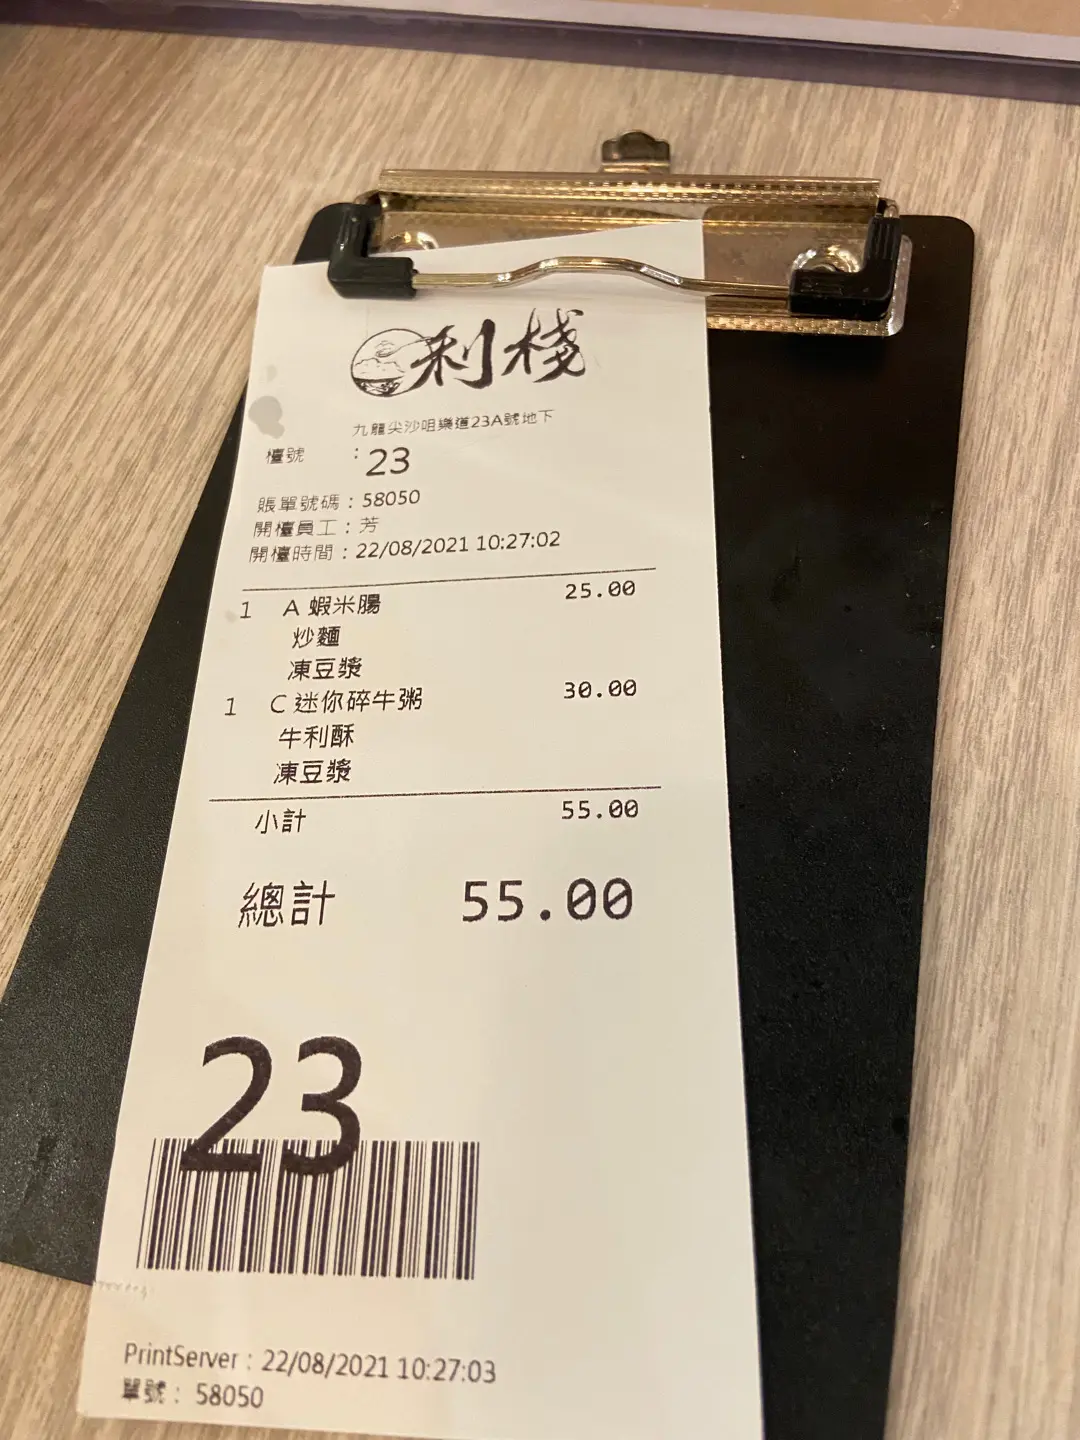 利棧
九龍尖沙咀樂道23A號地下
檯號 : 23
賬單號碼 : 58050
開檯員工 : 芳
開檯時間 : 22/08/2021 10:27:02
1 A 蝦米腸 25.00
炒麵
凍豆漿
1 C 迷你碎牛粥 30.00
牛利酥
凍豆漿
小計 55.00
總計 55.00
23
PrintServer : 22/08/2021 10:27:03
單號 : 58050